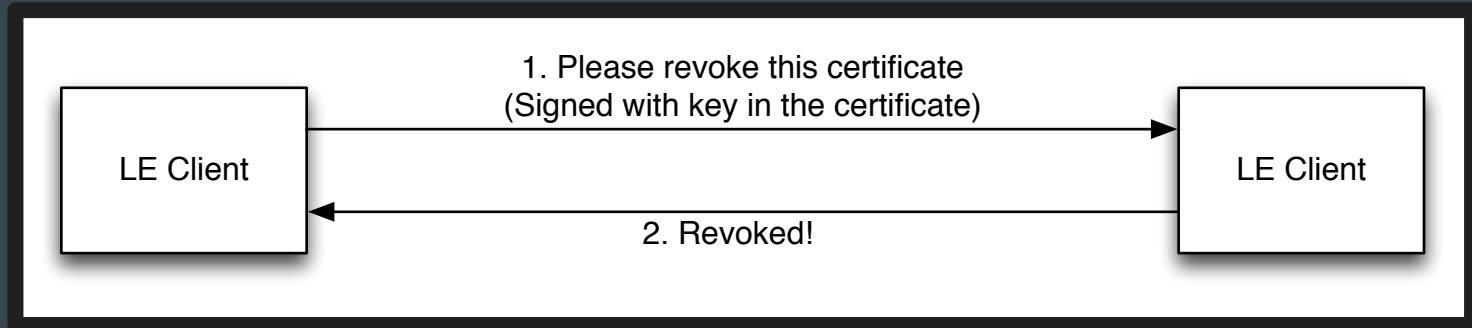 1. Please revoke this certificate
(Signed with key in the certificate)
LE Client
LE Client
2. Revoked!